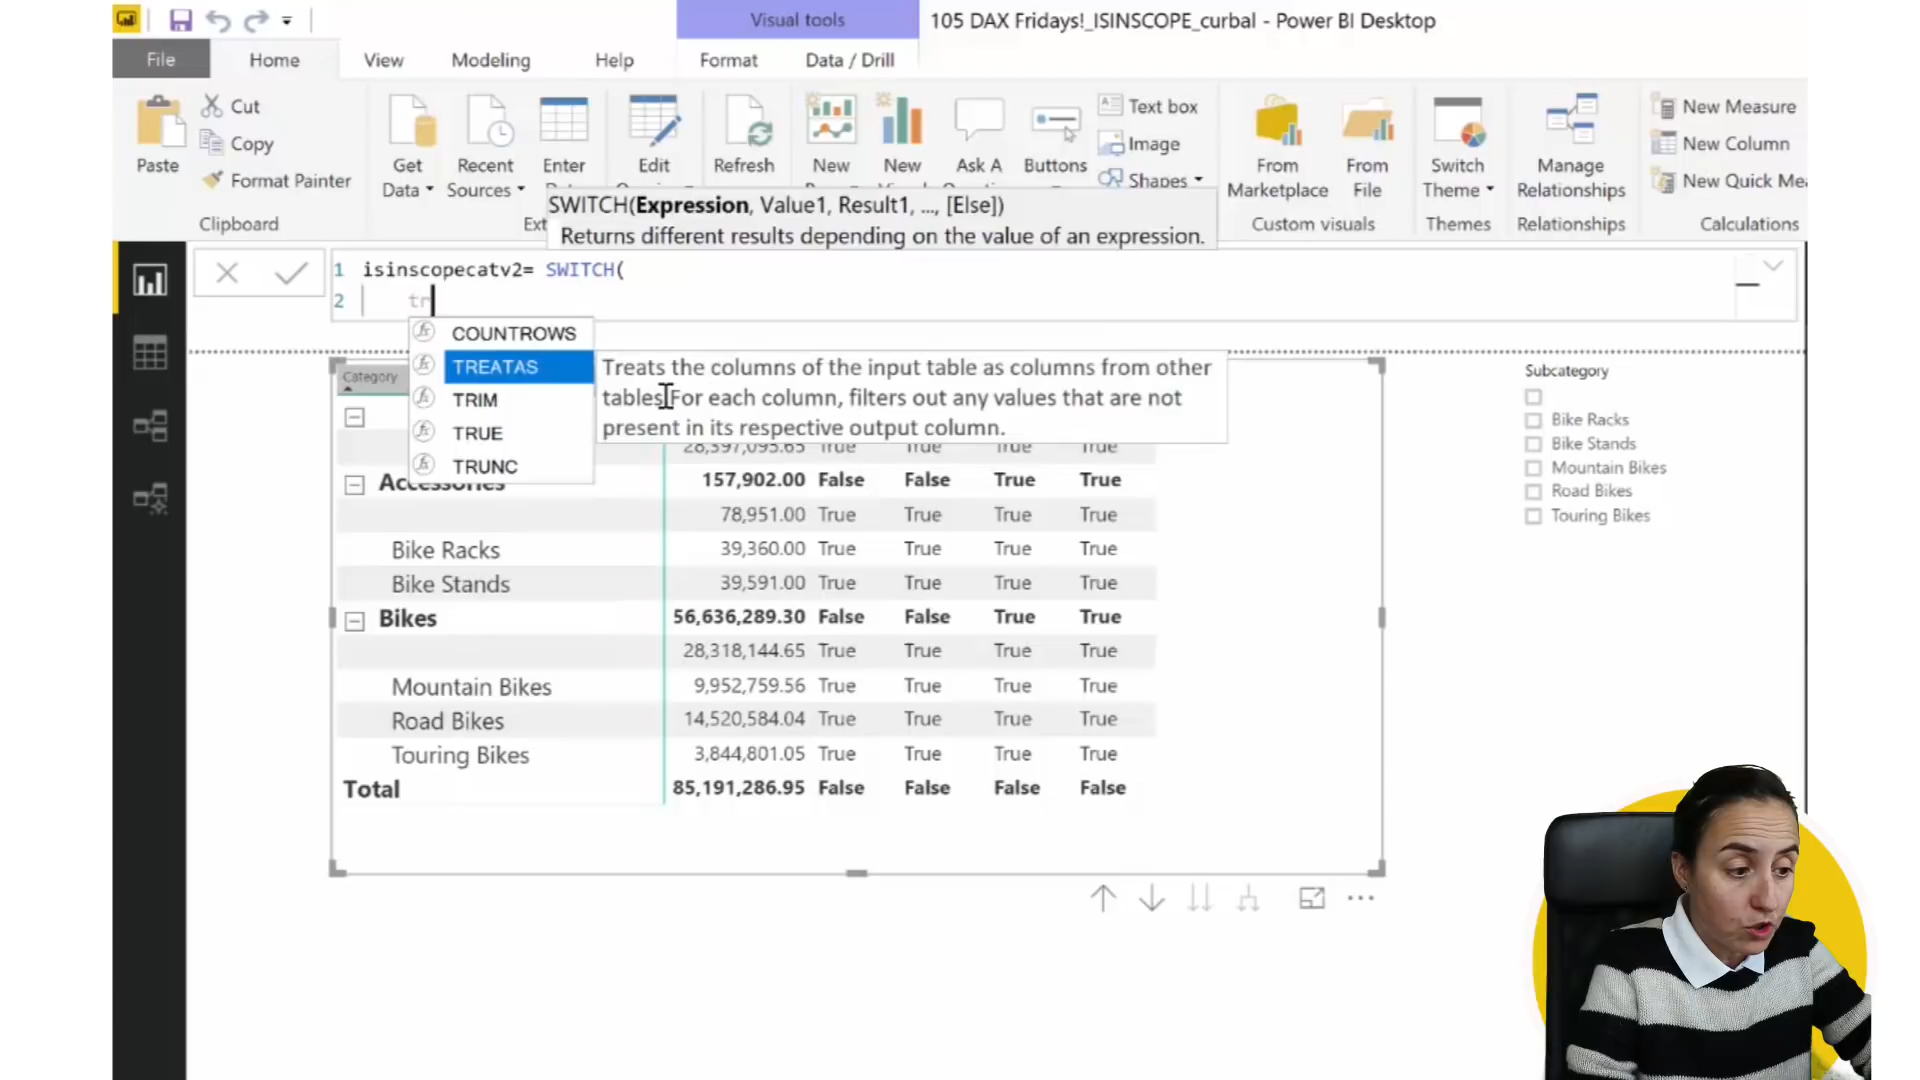 Visual tools
105 DAX Fridays!_ISINSCOPE_curbal - Power BI Desktop
File
Home
View
Modeling
Help
Format
Data / Drill
Cut
Copy
Format Painter
Paste
Clipboard
Get Data
Recent Sources
Enter
Edit
Refresh
New
New
Ask A
Buttons
Text box
Image
Shapes
From Marketplace
From File
Custom visuals
Switch Theme
Themes
Manage Relationships
Relationships
New Measure
New Column
New Quick Me
Calculations
Ext
SWITCH(Expression, Value1, Result1, ..., [Else])
Returns different results depending on the value of an expression.
1 isinscopecatv2= SWITCH(
2 tr
COUNTROWS
TREATAS
TRIM
TRUE
TRUNC
Treats the columns of the input table as columns from other
tables.For each column, filters out any values that are not
present in its respective output column.
Category
28,397,095.65 True True True True
Accessories 157,902.00 False False True True
78,951.00 True True True True
Bike Racks 39,360.00 True True True True
Bike Stands 39,591.00 True True True True
Bikes 56,636,289.30 False False True True
28,318,144.65 True True True True
Mountain Bikes 9,952,759.56 True True True True
Road Bikes 14,520,584.04 True True True True
Touring Bikes 3,844,801.05 True True True True
Total 85,191,286.95 False False False False
Subcategory
Bike Racks
Bike Stands
Mountain Bikes
Road Bikes
Touring Bikes